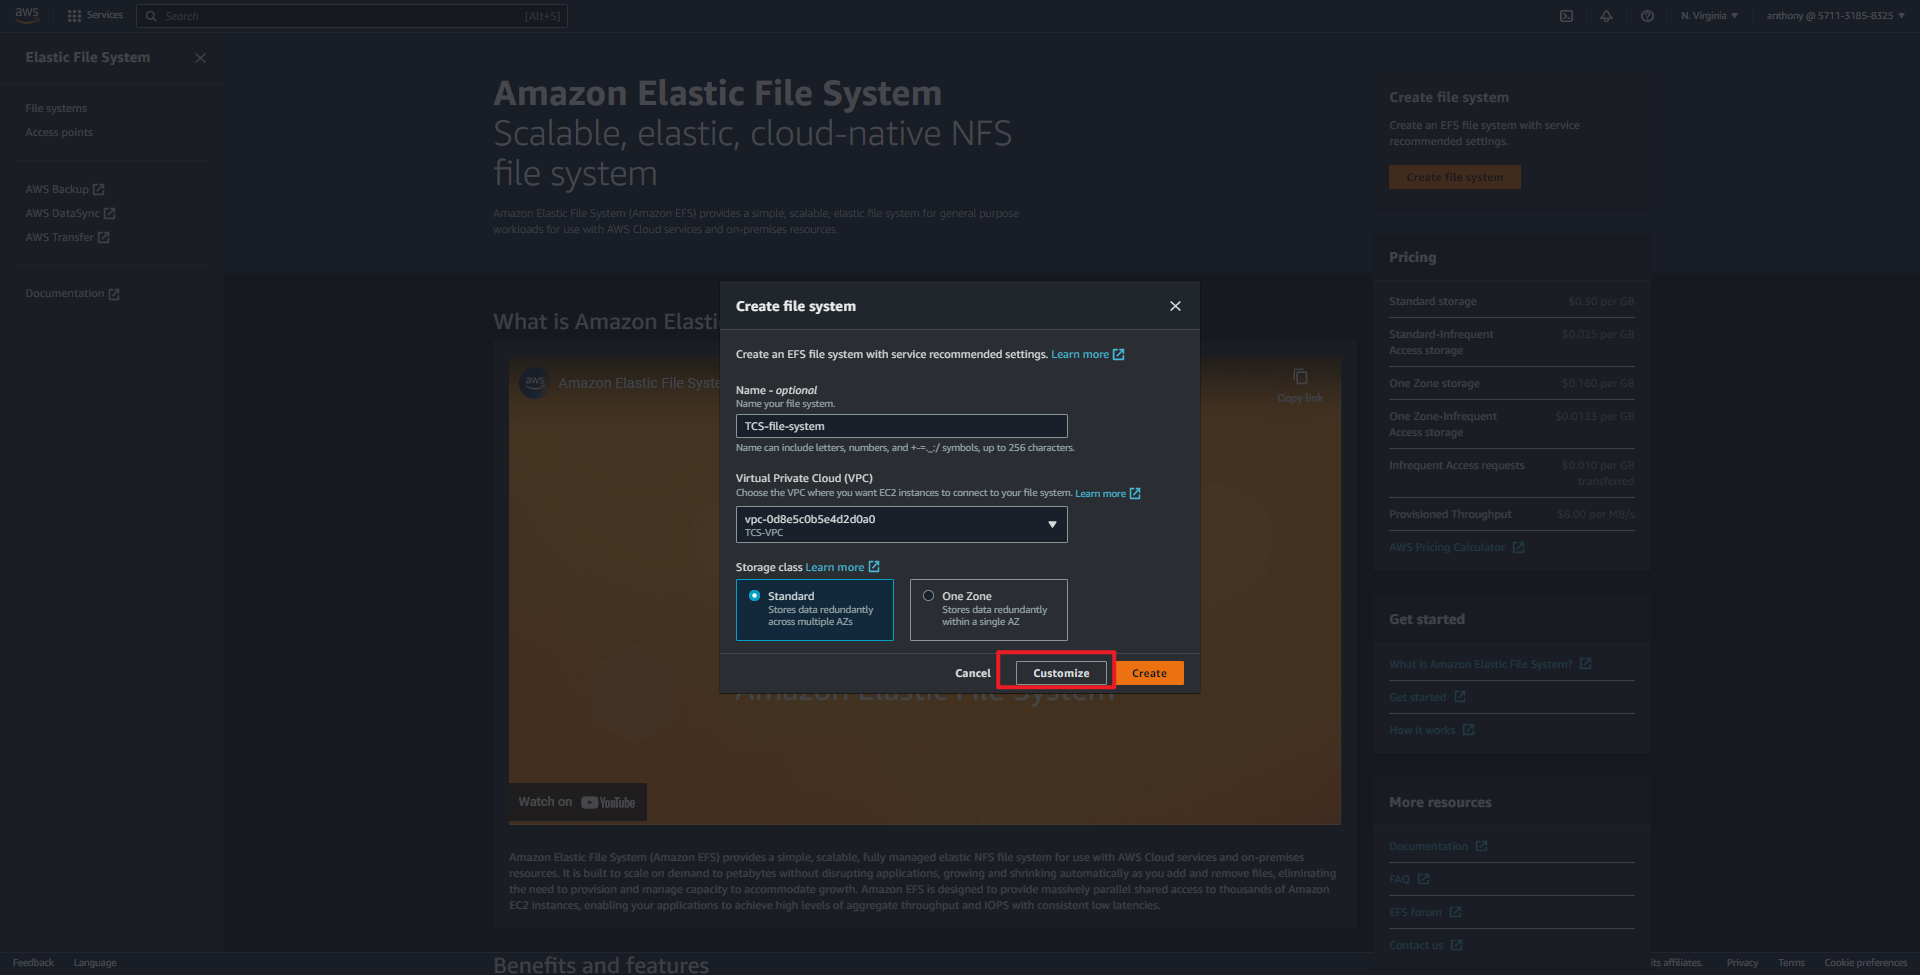 aws
Services
Search
[Alt+S]
N. Virginia
anthony @ 5711-3185-8325
Elastic File System
File systems
Access points
AWS Backup
AWS DataSync
AWS Transfer
Documentation
Amazon Elastic File System
Scalable, elastic, cloud-native NFS
file system
Amazon Elastic File System (Amazon EFS) provides a simple, scalable, elastic file system for general purpose
workloads for use with AWS Cloud services and on-premises resources.
What is Amazon Elasti
aws
Amazon Elastic File Syste
Copy link
Create file system
Create an EFS file system with service recommended settings. Learn more
Name - optional
Name your file system.
TCS-file-system
Name can include letters, numbers, and +-=._:/ symbols, up to 256 characters.
Virtual Private Cloud (VPC)
Choose the VPC where you want EC2 instances to connect to your file system. Learn more
vpc-0d8e5c0b5e4d2d0a0
TCS-VPC
Storage class Learn more
Standard
Stores data redundantly
across multiple AZs
One Zone
Stores data redundantly
within a single AZ
Cancel
Customize
Create
Amazon Elastic File System
Watch on YouTube
Amazon Elastic File System (Amazon EFS) provides a simple, scalable, fully managed elastic NFS file system for use with AWS Cloud services and on-premises
resources. It is built to scale on demand to petabytes without disrupting applications, growing and shrinking automatically as you add and remove files, eliminating
the need to provision and manage capacity to accommodate growth. Amazon EFS is designed to provide massively parallel shared access to thousands of Amazon
EC2 instances, enabling your applications to achieve high levels of aggregate throughput and IOPS with consistent low latencies.
Benefits and features
Create file system
Create an EFS file system with service
recommended settings.
Create file system
Pricing
Standard storage $0.30 per GB
Standard-Infrequent $0.025 per GB
Access storage
One Zone storage $0.160 per GB
One Zone-Infrequent $0.0133 per GB
Access storage
Infrequent Access requests $0.010 per GB
transferred
Provisioned Throughput $6.00 per MB/s
AWS Pricing Calculator
Get started
What is Amazon Elastic File System?
Get started
How it works
More resources
Documentation
FAQ
EFS forum
Contact us
Feedback
Language
its affiliates.
Privacy
Terms
Cookie preferences